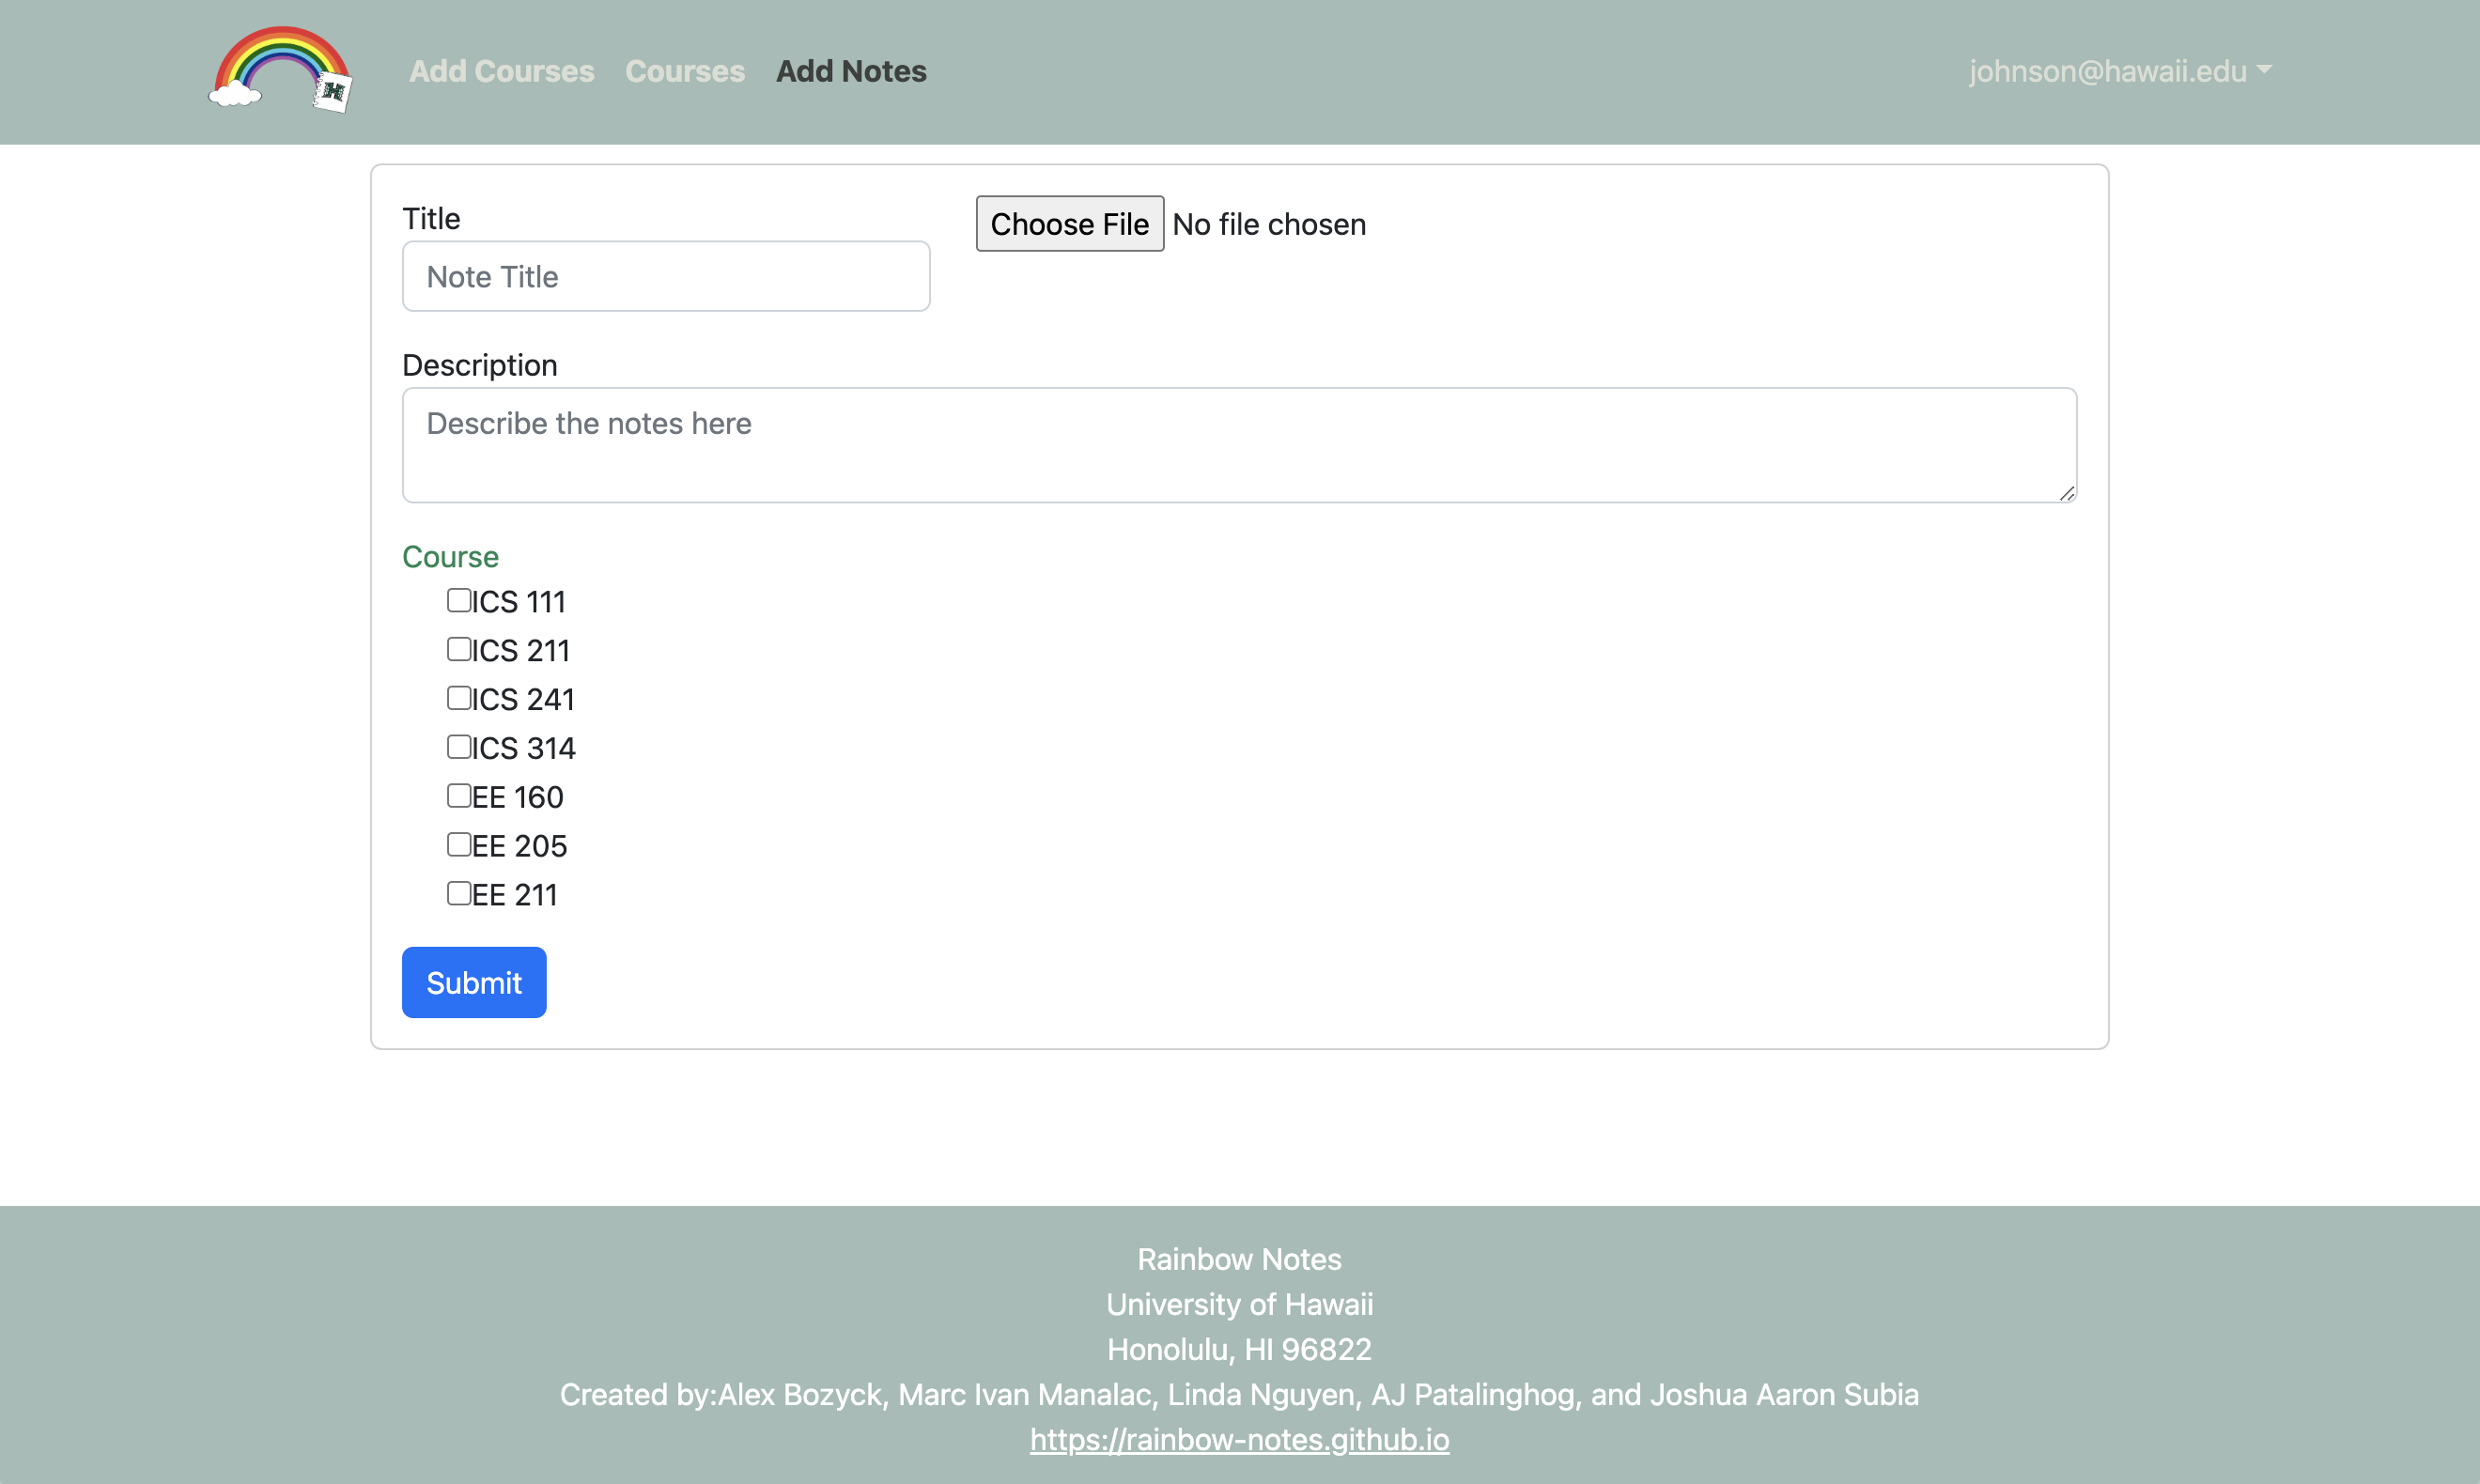 Add Courses Courses Add Notes johnson@hawaii.edu
H
Title
Choose File No file chosen
Note Title
Description
Describe the notes here
Course
ICS 111
ICS 211
ICS 241
ICS 314
EE 160
EE 205
EE 211
Submit
Rainbow Notes
University of Hawaii
Honolulu, HI 96822
Created by:Alex Bozyck, Marc Ivan Manalac, Linda Nguyen, AJ Patalinghog, and Joshua Aaron Subia
https://rainbow-notes.github.io